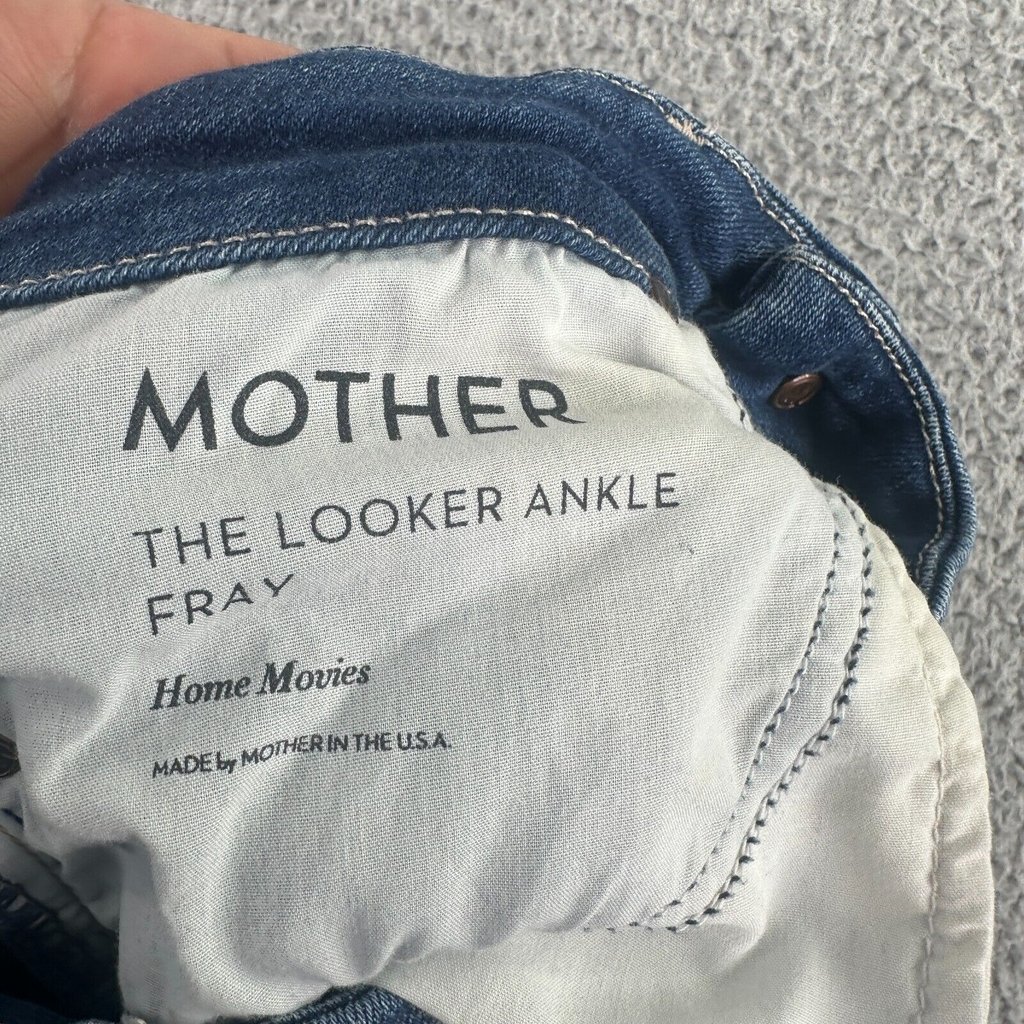 MOTHER
THE LOOKER ANKLE
FRAY
Home Movies
MADE by MOTHER IN THE U.S.A.